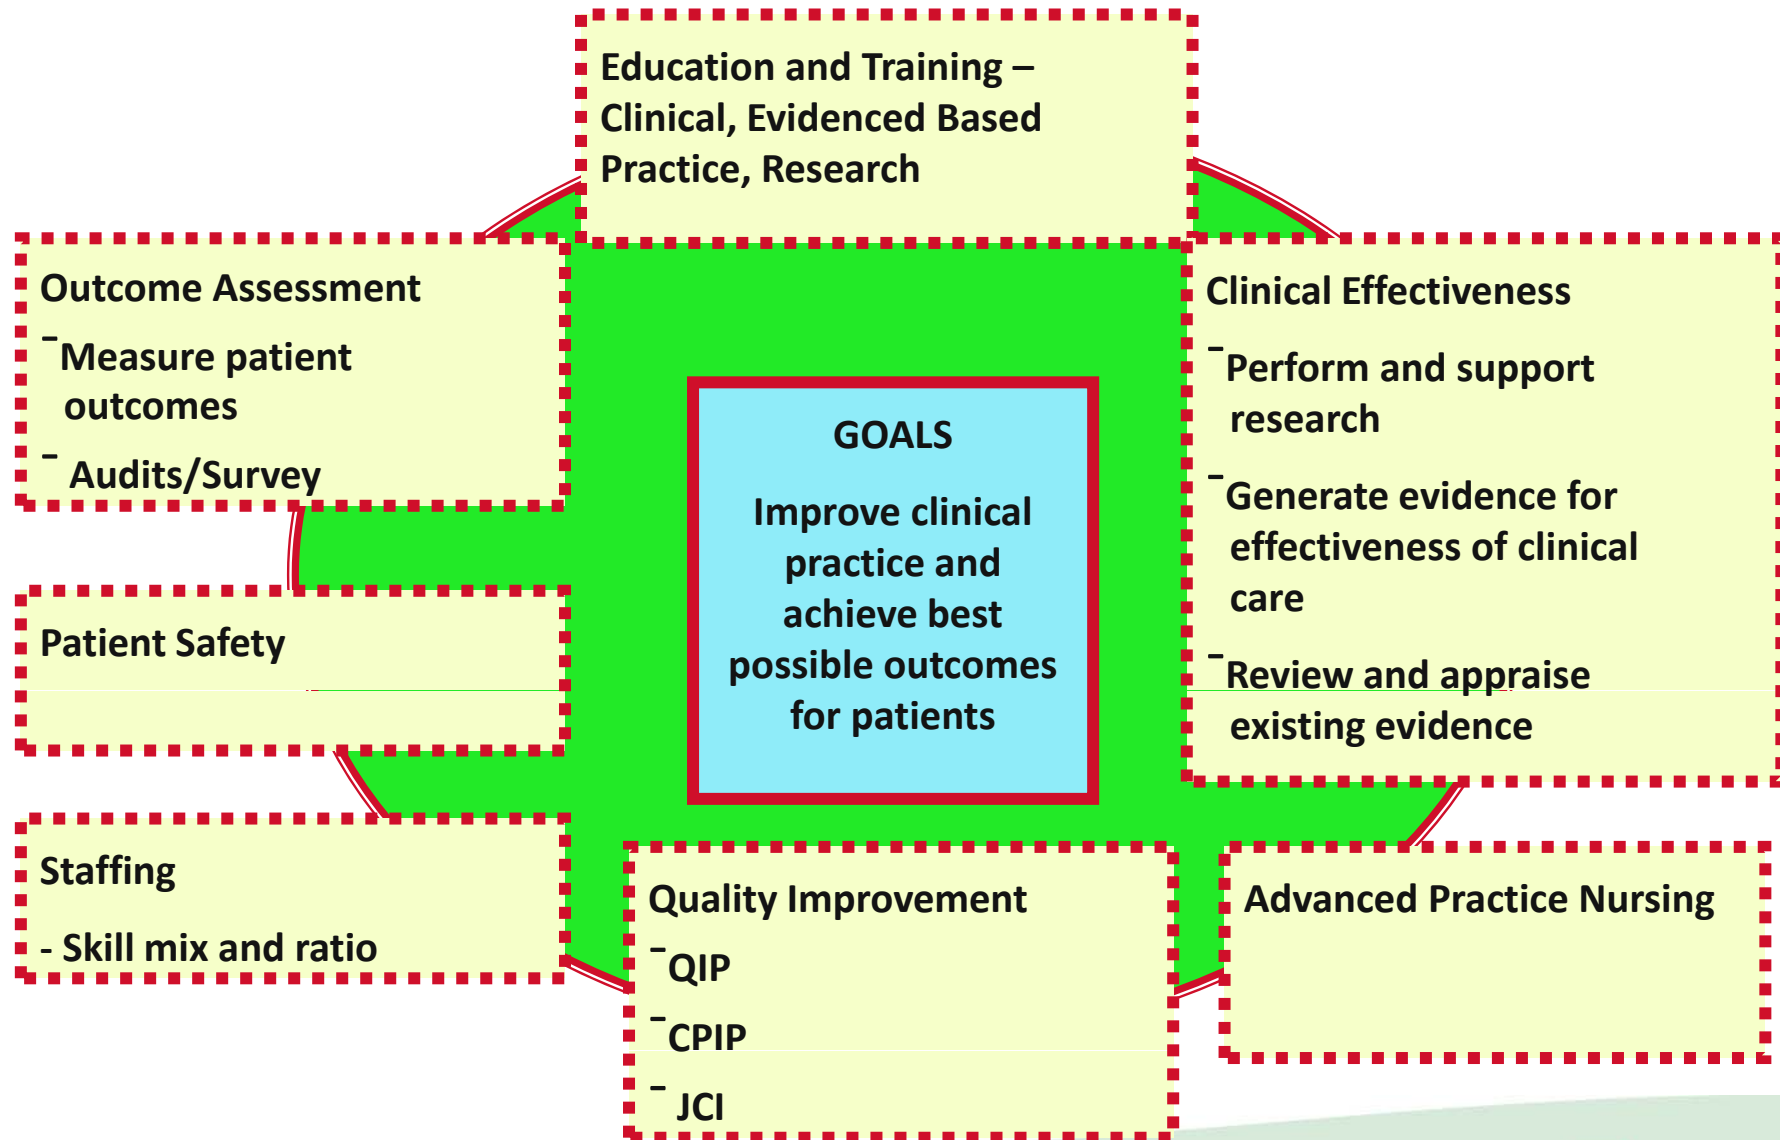 Education and Training –
Clinical, Evidenced Based
Practice, Research
Outcome Assessment
⁻Measure patient
outcomes
⁻ Audits/Survey
Clinical Effectiveness
⁻Perform and support
research
⁻Generate evidence for
effectiveness of clinical
care
⁻Review and appraise
existing evidence
GOALS
Improve clinical
practice and
achieve best
possible outcomes
for patients
Patient Safety
Staffing
- Skill mix and ratio
Quality Improvement
⁻QIP
⁻CPIP
⁻ JCI
Advanced Practice Nursing